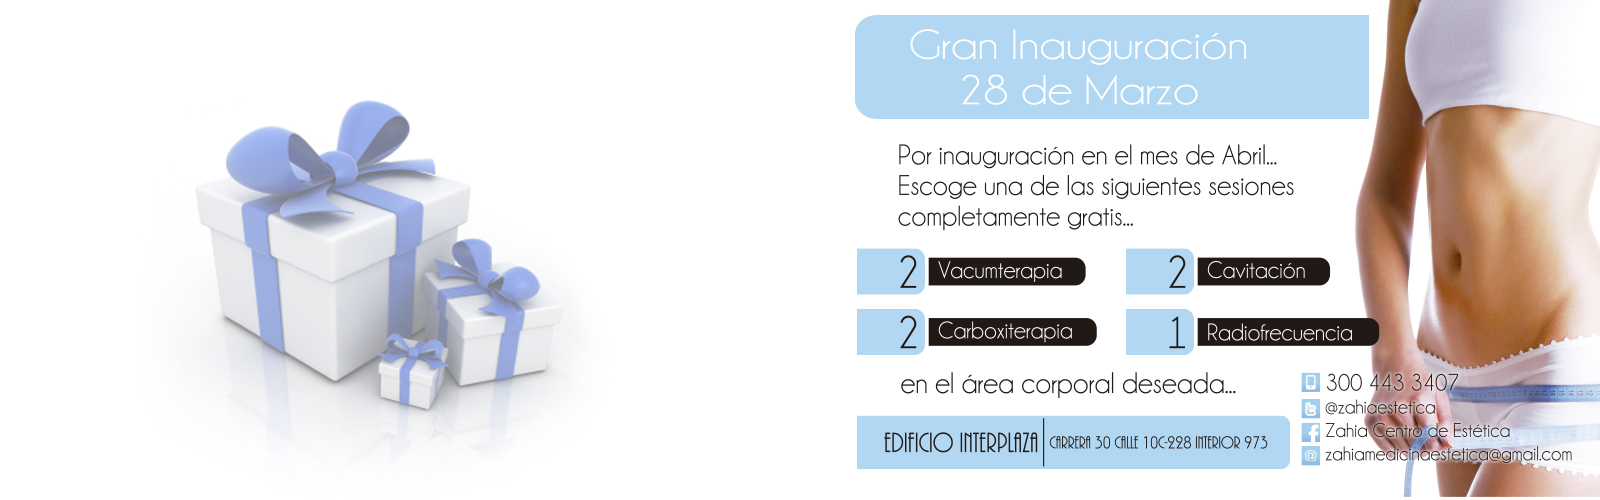 Gran Inauguración
28 de Marzo
Por inauguración en el mes de Abril...
Escoge una de las siguientes sesiones
completamente gratis...
2 Vacumterapia
2 Cavitación
2 Carboxiterapia
1 Radiofrecuencia
en el área corporal deseada...
EDIFICIO INTERPLAZA CARRERA 30 CALLE 10C-228 INTERIOR 973
300 443 3407
@zahiaestetica
Zahia Centro de Estética
zahiamedicinaestetica@gmail.com